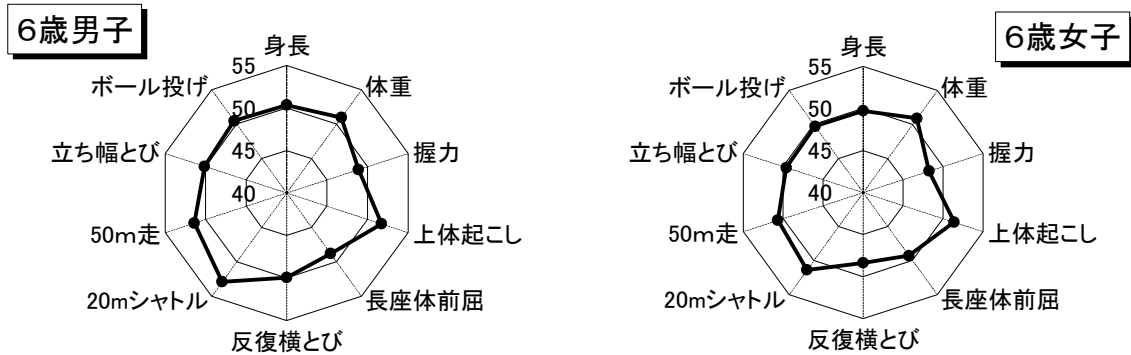 6歳男子
身長
体重
握力
上体起こし
長座体前屈
反復横とび
20mシャトル
50m走
立ち幅とび
ボール投げ
55
50
45
40
6歳女子
身長
体重
握力
上体起こし
長座体前屈
反復横とび
20mシャトル
50m走
立ち幅とび
ボール投げ
55
50
45
40